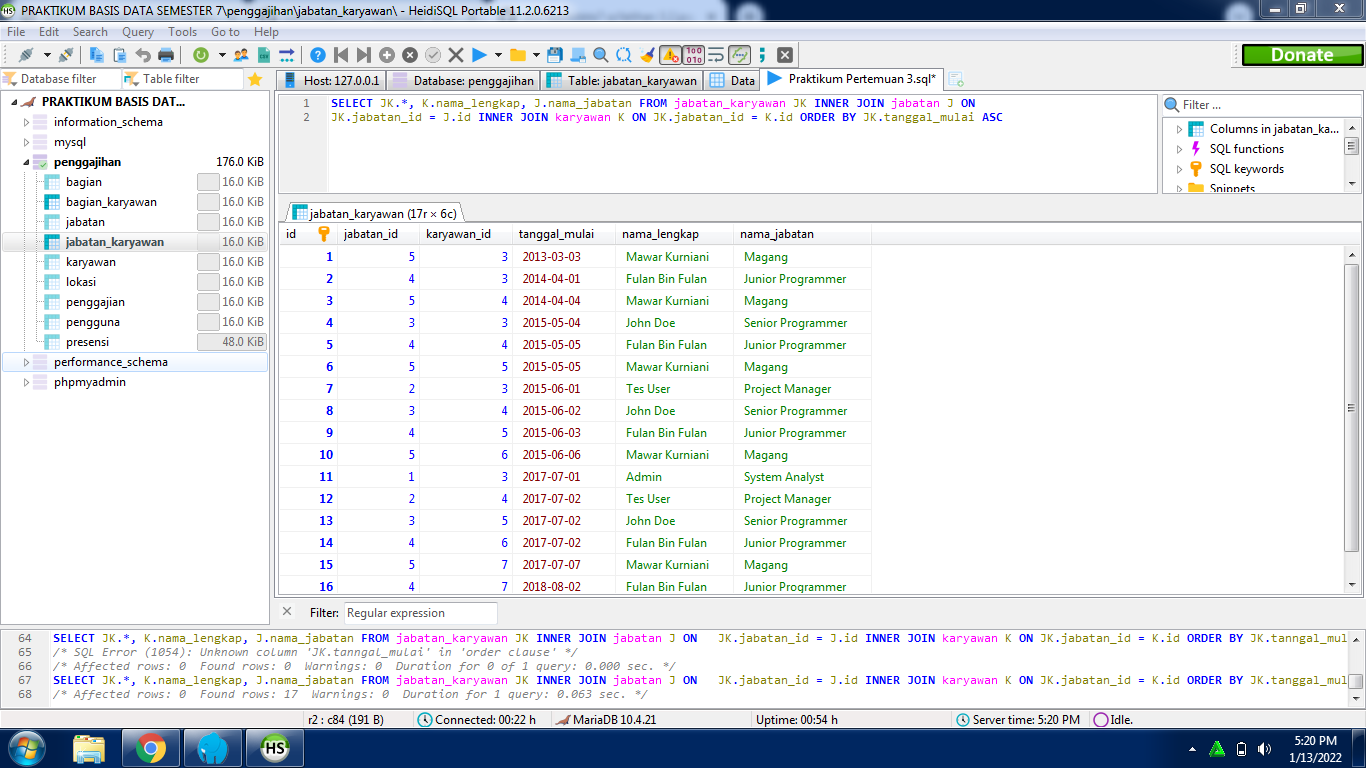 PRAKTIKUM BASIS DATA SEMESTER 7\penggajihan\jabatan_karyawan\ - HeidiSQL Portable 11.2.0.6213
File Edit Search Query Tools Go to Help
Donate
Database filter Table filter
Host: 127.0.0.1 Database: penggajihan Table: jabatan_karyawan Data Praktikum Pertemuan 3.sql*
PRAKTIKUM BASIS DAT...
information_schema
mysql
penggajihan 176.0 KiB
bagian 16.0 KiB
bagian_karyawan 16.0 KiB
jabatan 16.0 KiB
jabatan_karyawan 16.0 KiB
karyawan 16.0 KiB
lokasi 16.0 KiB
penggajian 16.0 KiB
pengguna 16.0 KiB
presensi 48.0 KiB
performance_schema
phpmyadmin
1 SELECT JK.*, K.nama_lengkap, J.nama_jabatan FROM jabatan_karyawan JK INNER JOIN jabatan J ON
2 JK.jabatan_id = J.id INNER JOIN karyawan K ON JK.jabatan_id = K.id ORDER BY JK.tanggal_mulai ASC
Filter ...
Columns in jabatan_ka...
SQL functions
SQL keywords
Snippets
jabatan_karyawan (17r × 6c)
id jabatan_id karyawan_id tanggal_mulai nama_lengkap nama_jabatan
1 5 3 2013-03-03 Mawar Kurniani Magang
2 4 3 2014-04-01 Fulan Bin Fulan Junior Programmer
3 5 4 2014-04-04 Mawar Kurniani Magang
4 3 3 2015-05-04 John Doe Senior Programmer
5 4 4 2015-05-05 Fulan Bin Fulan Junior Programmer
6 5 5 2015-05-05 Mawar Kurniani Magang
7 2 3 2015-06-01 Tes User Project Manager
8 3 4 2015-06-02 John Doe Senior Programmer
9 4 5 2015-06-03 Fulan Bin Fulan Junior Programmer
10 5 6 2015-06-06 Mawar Kurniani Magang
11 1 3 2017-07-01 Admin System Analyst
12 2 4 2017-07-02 Tes User Project Manager
13 3 5 2017-07-02 John Doe Senior Programmer
14 4 6 2017-07-02 Fulan Bin Fulan Junior Programmer
15 5 7 2017-07-07 Mawar Kurniani Magang
16 4 7 2018-08-02 Fulan Bin Fulan Junior Programmer
Filter: Regular expression
64 SELECT JK.*, K.nama_lengkap, J.nama_jabatan FROM jabatan_karyawan JK INNER JOIN jabatan J ON JK.jabatan_id = J.id INNER JOIN karyawan K ON JK.jabatan_id = K.id ORDER BY JK.tanngal_mul
65 /* SQL Error (1054): Unknown column 'JK.tanngal_mulai' in 'order clause' */
66 /* Affected rows: 0 Found rows: 0 Warnings: 0 Duration for 0 of 1 query: 0.000 sec. */
67 SELECT JK.*, K.nama_lengkap, J.nama_jabatan FROM jabatan_karyawan JK INNER JOIN jabatan J ON JK.jabatan_id = J.id INNER JOIN karyawan K ON JK.jabatan_id = K.id ORDER BY JK.tanggal_mul
68 /* Affected rows: 0 Found rows: 17 Warnings: 0 Duration for 1 query: 0.063 sec. */
r2 : c84 (191 B) Connected: 00:22 h MariaDB 10.4.21 Uptime: 00:54 h Server time: 5:20 PM Idle.
HS
5:20 PM
1/13/2022